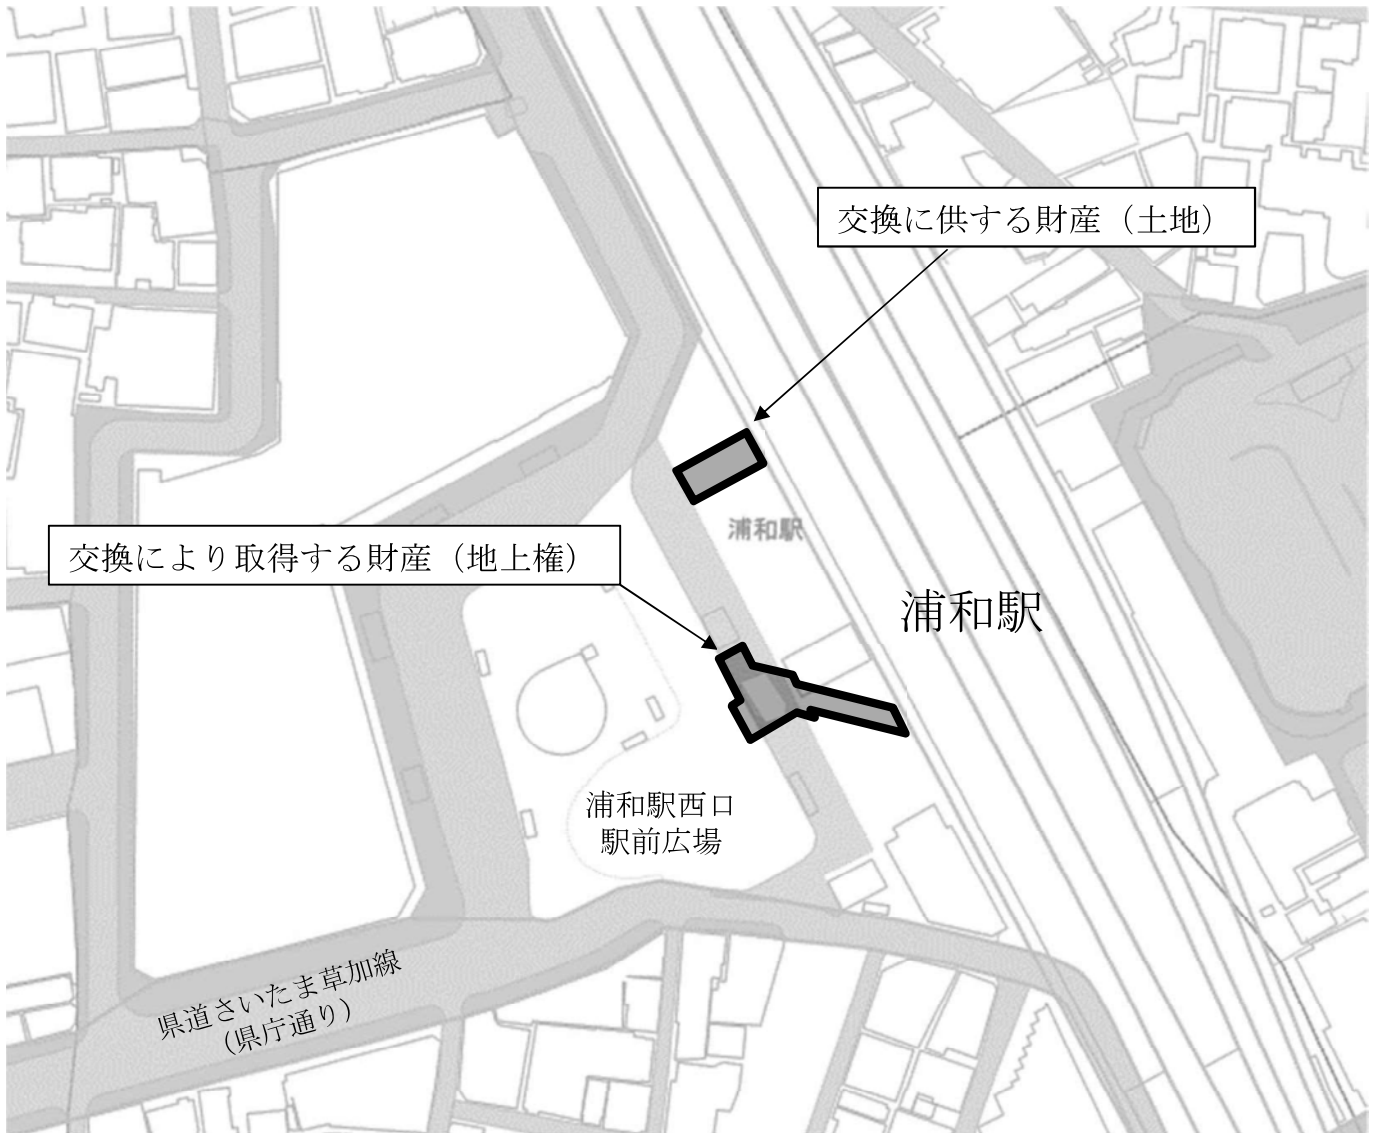 交換に供する財産（土地）
浦和駅
交換により取得する財産（地上権）
浦和駅
浦和駅西口
駅前広場
県道さいたま草加線
（県庁通り）